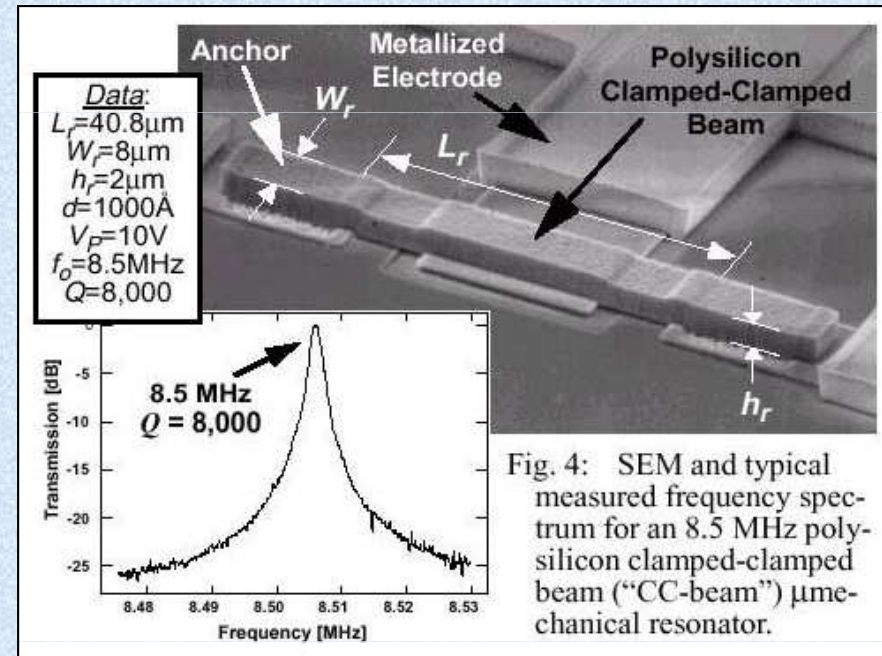 Data:
Lr=40.8μm
Wr=8μm
hr=2μm
d=1000Å
VP=10V
fo=8.5MHz
Q=8,000
Anchor
Wr
Metallized
Electrode
Lr
Polysilicon
Clamped-Clamped
Beam
hr
Transmission [dB]
0
-5
-10
-15
-20
-25
8.5 MHz
Q = 8,000
8.48 8.49 8.50 8.51 8.52 8.53
Frequency [MHz]
Fig. 4: SEM and typical
measured frequency spec-
trum for an 8.5 MHz poly-
silicon clamped-clamped
beam (“CC-beam”) μme-
chanical resonator.